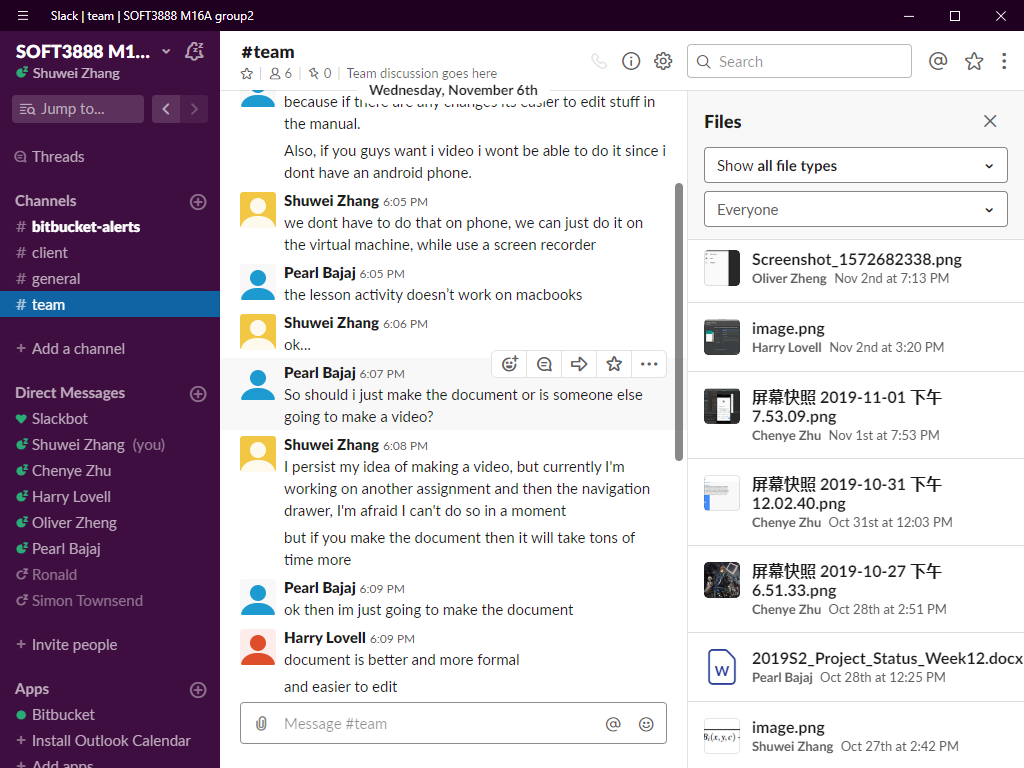 Slack | team | SOFT3888 M16A group2
SOFT3888 M1...
Shuwei Zhang
Jump to...
Threads
Channels
# bitbucket-alerts
# client
# general
# team
+ Add a channel
Direct Messages
Slackbot
Shuwei Zhang (you)
Chenye Zhu
Harry Lovell
Oliver Zheng
Pearl Bajaj
Ronald
Simon Townsend
+ Invite people
Apps
Bitbucket
+ Install Outlook Calendar
+ Add apps
#team
6 | 0 | Team discussion goes here
Search
Wednesday, November 6th
because if there are any changes its easier to edit stuff in
the manual.
Also, if you guys want i video i wont be able to do it since i
dont have an android phone.
Shuwei Zhang 6:05 PM
we dont have to do that on phone, we can just do it on
the virtual machine, while use a screen recorder
Pearl Bajaj 6:05 PM
the lesson activity doesn't work on macbooks
Shuwei Zhang 6:06 PM
ok...
Pearl Bajaj 6:07 PM
So should i just make the document or is someone else
going to make a video?
Shuwei Zhang 6:08 PM
I persist my idea of making a video, but currently I'm
working on another assignment and then the navigation
drawer, I'm afraid I can't do so in a moment
but if you make the document then it will take tons of
time more
Pearl Bajaj 6:09 PM
ok then im just going to make the document
Harry Lovell 6:09 PM
document is better and more formal
and easier to edit
Message #team
Files
Show all file types
Everyone
Screenshot_1572682338.png
Oliver Zheng Nov 2nd at 7:13 PM
image.png
Harry Lovell Nov 2nd at 3:20 PM
屏幕快照 2019-11-01 下午
7.53.09.png
Chenye Zhu Nov 1st at 7:53 PM
屏幕快照 2019-10-31 下午
12.02.40.png
Chenye Zhu Oct 31st at 12:03 PM
屏幕快照 2019-10-27 下午
6.51.33.png
Chenye Zhu Oct 28th at 2:51 PM
W
2019S2_Project_Status_Week12.docx
Pearl Bajaj Oct 28th at 12:25 PM
image.png
Shuwei Zhang Oct 27th at 2:42 PM